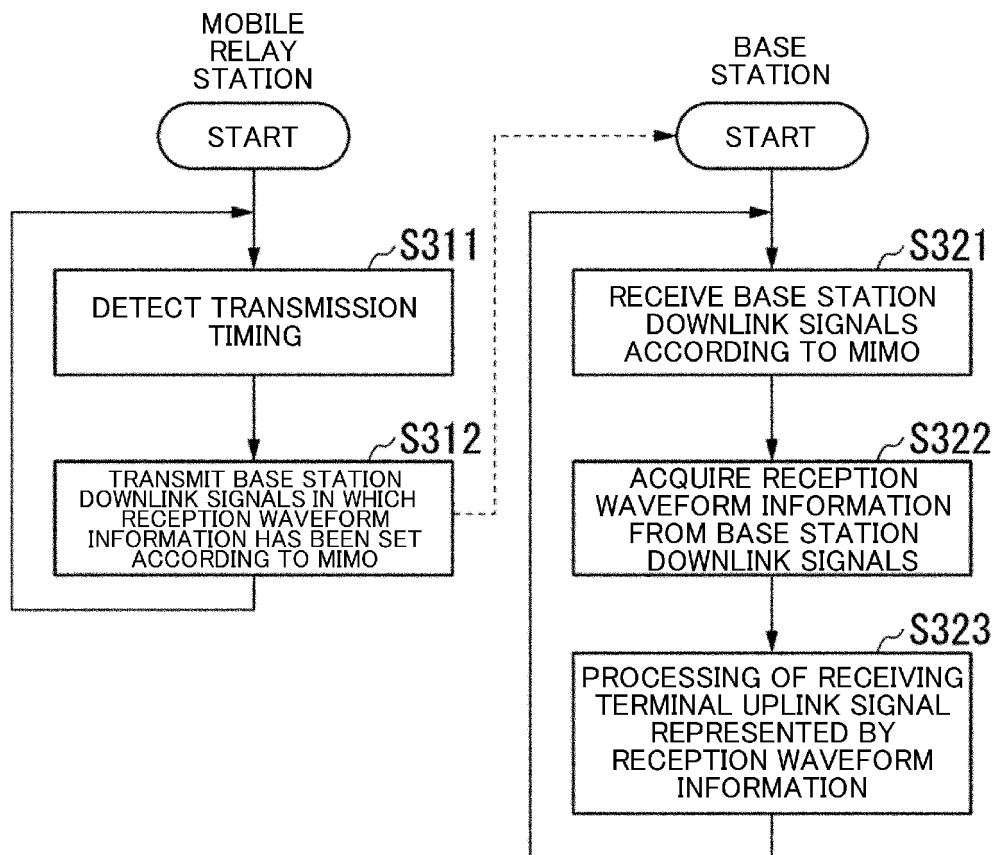 MOBILE
RELAY
STATION
START
S311
DETECT TRANSMISSION
TIMING
S312
TRANSMIT BASE STATION
DOWNLINK SIGNALS IN WHICH
RECEPTION WAVEFORM
INFORMATION HAS BEEN SET
ACCORDING TO MIMO
BASE
STATION
START
S321
RECEIVE BASE STATION
DOWNLINK SIGNALS
ACCORDING TO MIMO
S322
ACQUIRE RECEPTION
WAVEFORM INFORMATION
FROM BASE STATION
DOWNLINK SIGNALS
S323
PROCESSING OF RECEIVING
TERMINAL UPLINK SIGNAL
REPRESENTED BY
RECEPTION WAVEFORM
INFORMATION